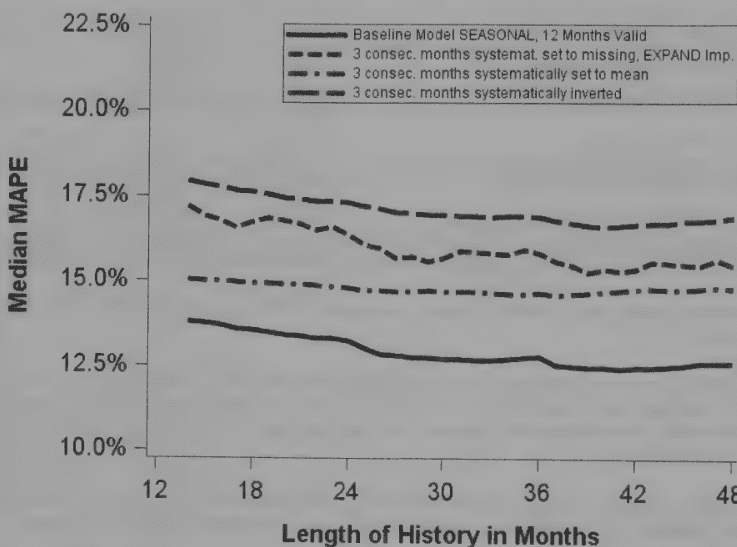 22.5%
20.0%
17.5%
15.0%
12.5%
10.0%
Median MAPE
Baseline Model SEASONAL, 12 Months Valid
3 consec. months systemat. set to missing, EXPAND Imp.
3 consec. months systematically set to mean
3 consec. months systematically inverted
12 18 24 30 36 42 48
Length of History in Months